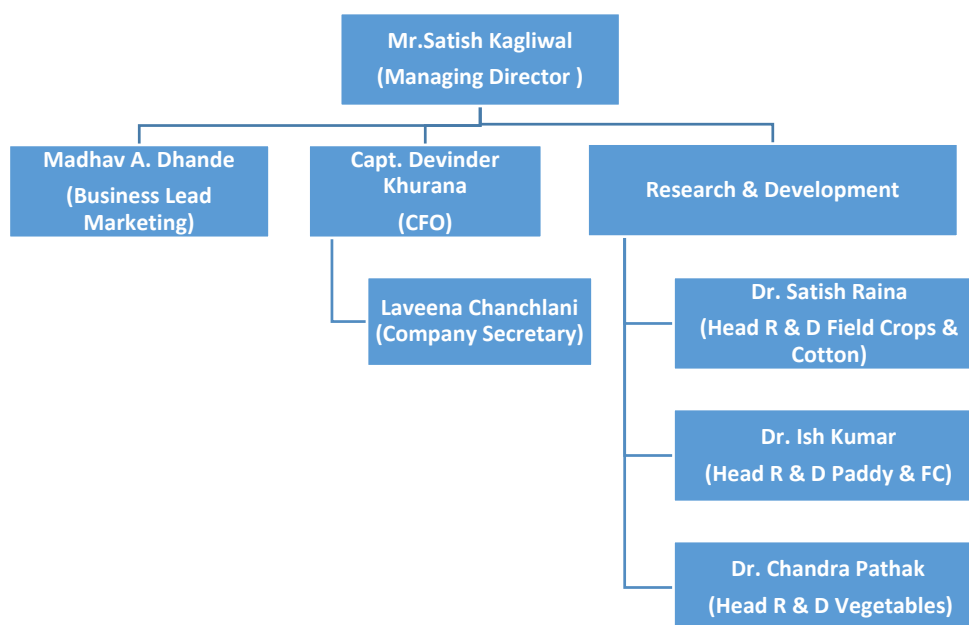 Mr.Satish Kagliwal
(Managing Director )
Madhav A. Dhande
(Business Lead
Marketing)
Capt. Devinder
Khurana
(CFO)
Research & Development
Laveena Chanchlani
(Company Secretary)
Dr. Satish Raina
(Head R & D Field Crops &
Cotton)
Dr. Ish Kumar
(Head R & D Paddy & FC)
Dr. Chandra Pathak
(Head R & D Vegetables)